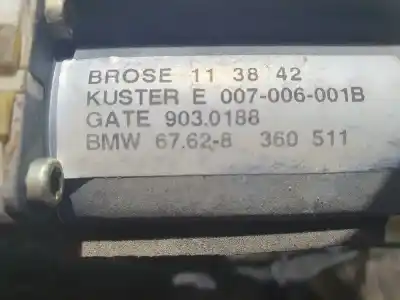 BROSE 11 38 42
KUSTER E 007-006-001B
GATE 903.0188
BMW 67.62-8 360 511